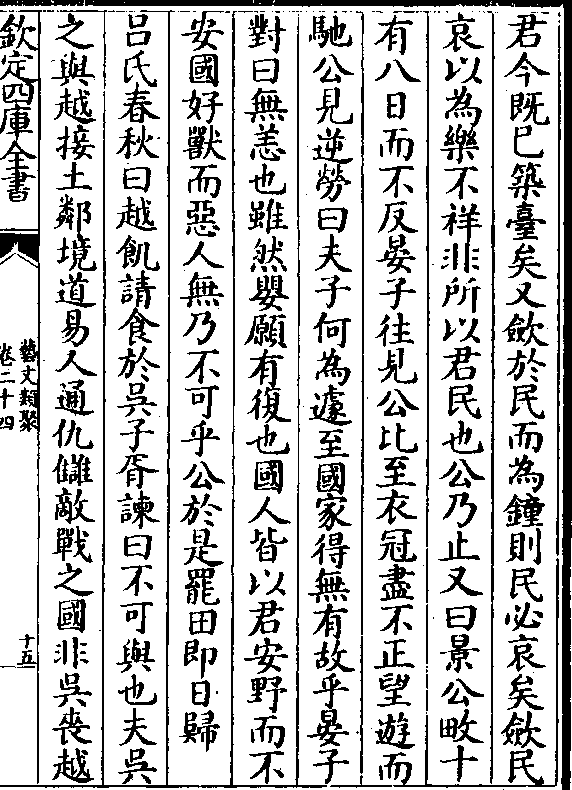 君今既已築臺矣又歛於民而為鐘則民必哀矣歛民
哀以為樂不祥非所以君民也公乃止又曰景公畋十
有八日而不反晏子往見公比至衣冠盡不正望遊而
馳公見逆勞曰夫子何為遽至國家得無有故乎晏子
對曰無恙也雖然嬰願有復也國人皆以君安野而不
安國好獸而惡人無乃不可乎公於是罷田即日歸
呂氏春秋曰越飢請食於吳子胥諫曰不可與也夫吳
之與越接土鄰境道易人通仇讎敵戰之國非吳喪越
欽定四庫全書
藝文類聚
卷二十四
十五